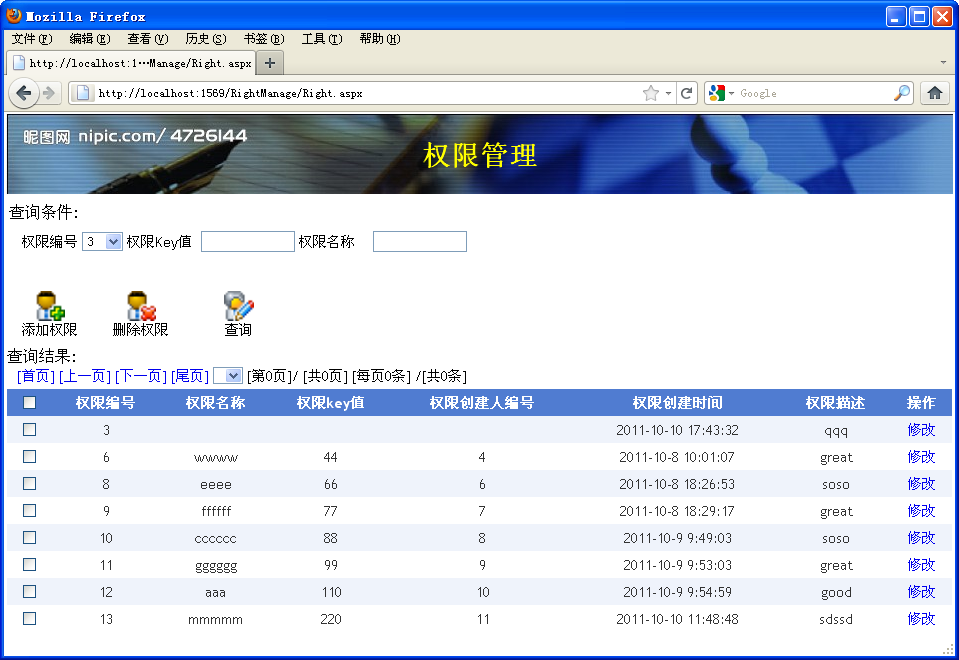 Mozilla Firefox
文件(F) 编辑(E) 查看(V) 历史(S) 书签(B) 工具(T) 帮助(H)
http://localhost:1···Manage/Right.aspx
http://localhost:1569/RightManage/Right.aspx Google
昵图网 nipic.com/ 4726144
权限管理
查询条件:
权限编号 3 权限Key值 权限名称
添加权限 删除权限 查询
查询结果:
[首页] [上一页] [下一页] [尾页] [第0页]/ [共0页] [每页0条] /[共0条]
权限编号 权限名称 权限key值 权限创建人编号 权限创建时间 权限描述 操作
3 2011-10-10 17:43:32 qqq 修改
6 wwww 44 4 2011-10-8 10:01:07 great 修改
8 eeee 66 6 2011-10-8 18:26:53 soso 修改
9 ffffff 77 7 2011-10-8 18:29:17 great 修改
10 cccccc 88 8 2011-10-9 9:49:03 soso 修改
11 gggggg 99 9 2011-10-9 9:53:03 great 修改
12 aaa 110 10 2011-10-9 9:54:59 good 修改
13 mmmmm 220 11 2011-10-10 11:48:48 sdssd 修改